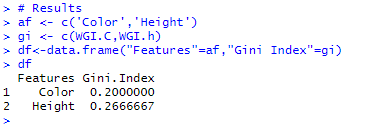 > # Results
> af <- c('Color','Height')
> gi <- c(WGI.C,WGI.h)
> df<-data.frame("Features"=af,"Gini Index"=gi)
> df
  Features Gini.Index
1    Color  0.2000000
2   Height  0.2666667
>